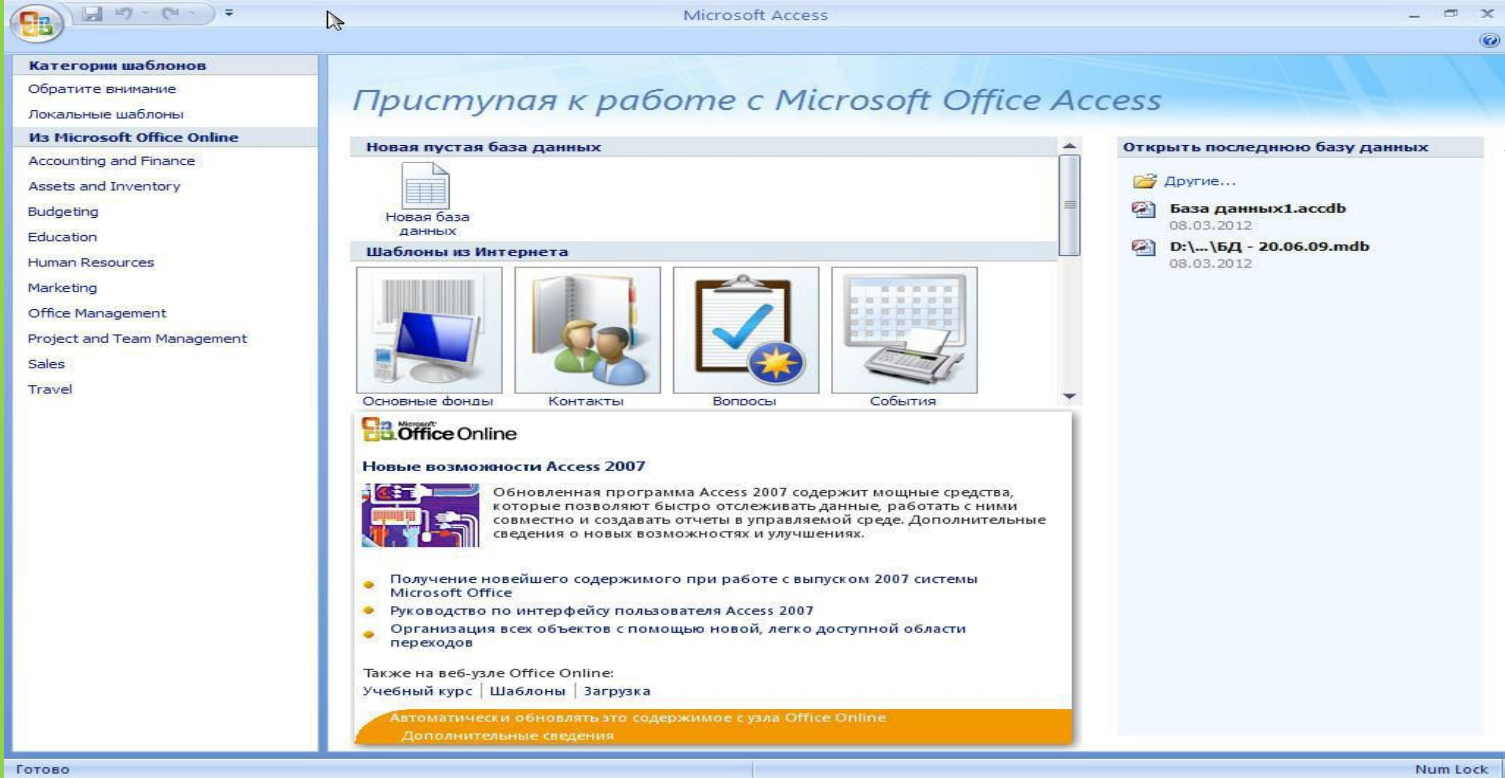 Microsoft Access
Категории шаблонов
Обратите внимание
Локальные шаблоны
Из Microsoft Office Online
Accounting and Finance
Assets and Inventory
Budgeting
Education
Human Resources
Marketing
Office Management
Project and Team Management
Sales
Travel
Приступая к работе с Microsoft Office Access
Новая пустая база данных
Новая база
данных
Шаблоны из Интернета
Основные фонды
Контакты
Вопросы
События
Microsoft
Office Online
Новые возможности Access 2007
Обновленная программа Access 2007 содержит мощные средства,
которые позволяют быстро отслеживать данные, работать с ними
совместно и создавать отчеты в управляемой среде. Дополнительные
сведения о новых возможностях и улучшениях.
Получение новейшего содержимого при работе с выпуском 2007 системы
Microsoft Office
Руководство по интерфейсу пользователя Access 2007
Организация всех объектов с помощью новой, легко доступной области
переходов
Также на веб-узле Office Online:
Учебный курс | Шаблоны | Загрузка
Автоматически обновлять это содержимое с узла Office Online
Дополнительные сведения
Открыть последнюю базу данных
Другие...
База данных1.accdb
08.03.2012
D:\...\БД - 20.06.09.mdb
08.03.2012
Готово
Num Lock